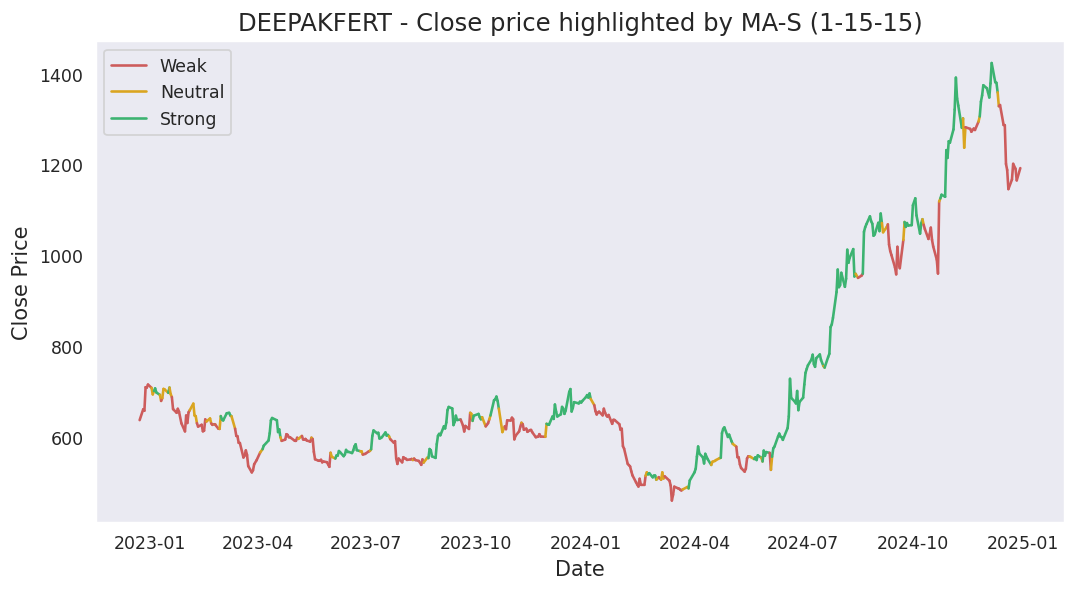 DEEPAKFERT - Close price highlighted by MA-S (1-15-15)
Weak
Neutral
Strong
1400
1200
1000
800
600
Close Price
2023-01 2023-04 2023-07 2023-10 2024-01 2024-04 2024-07 2024-10 2025-01
Date